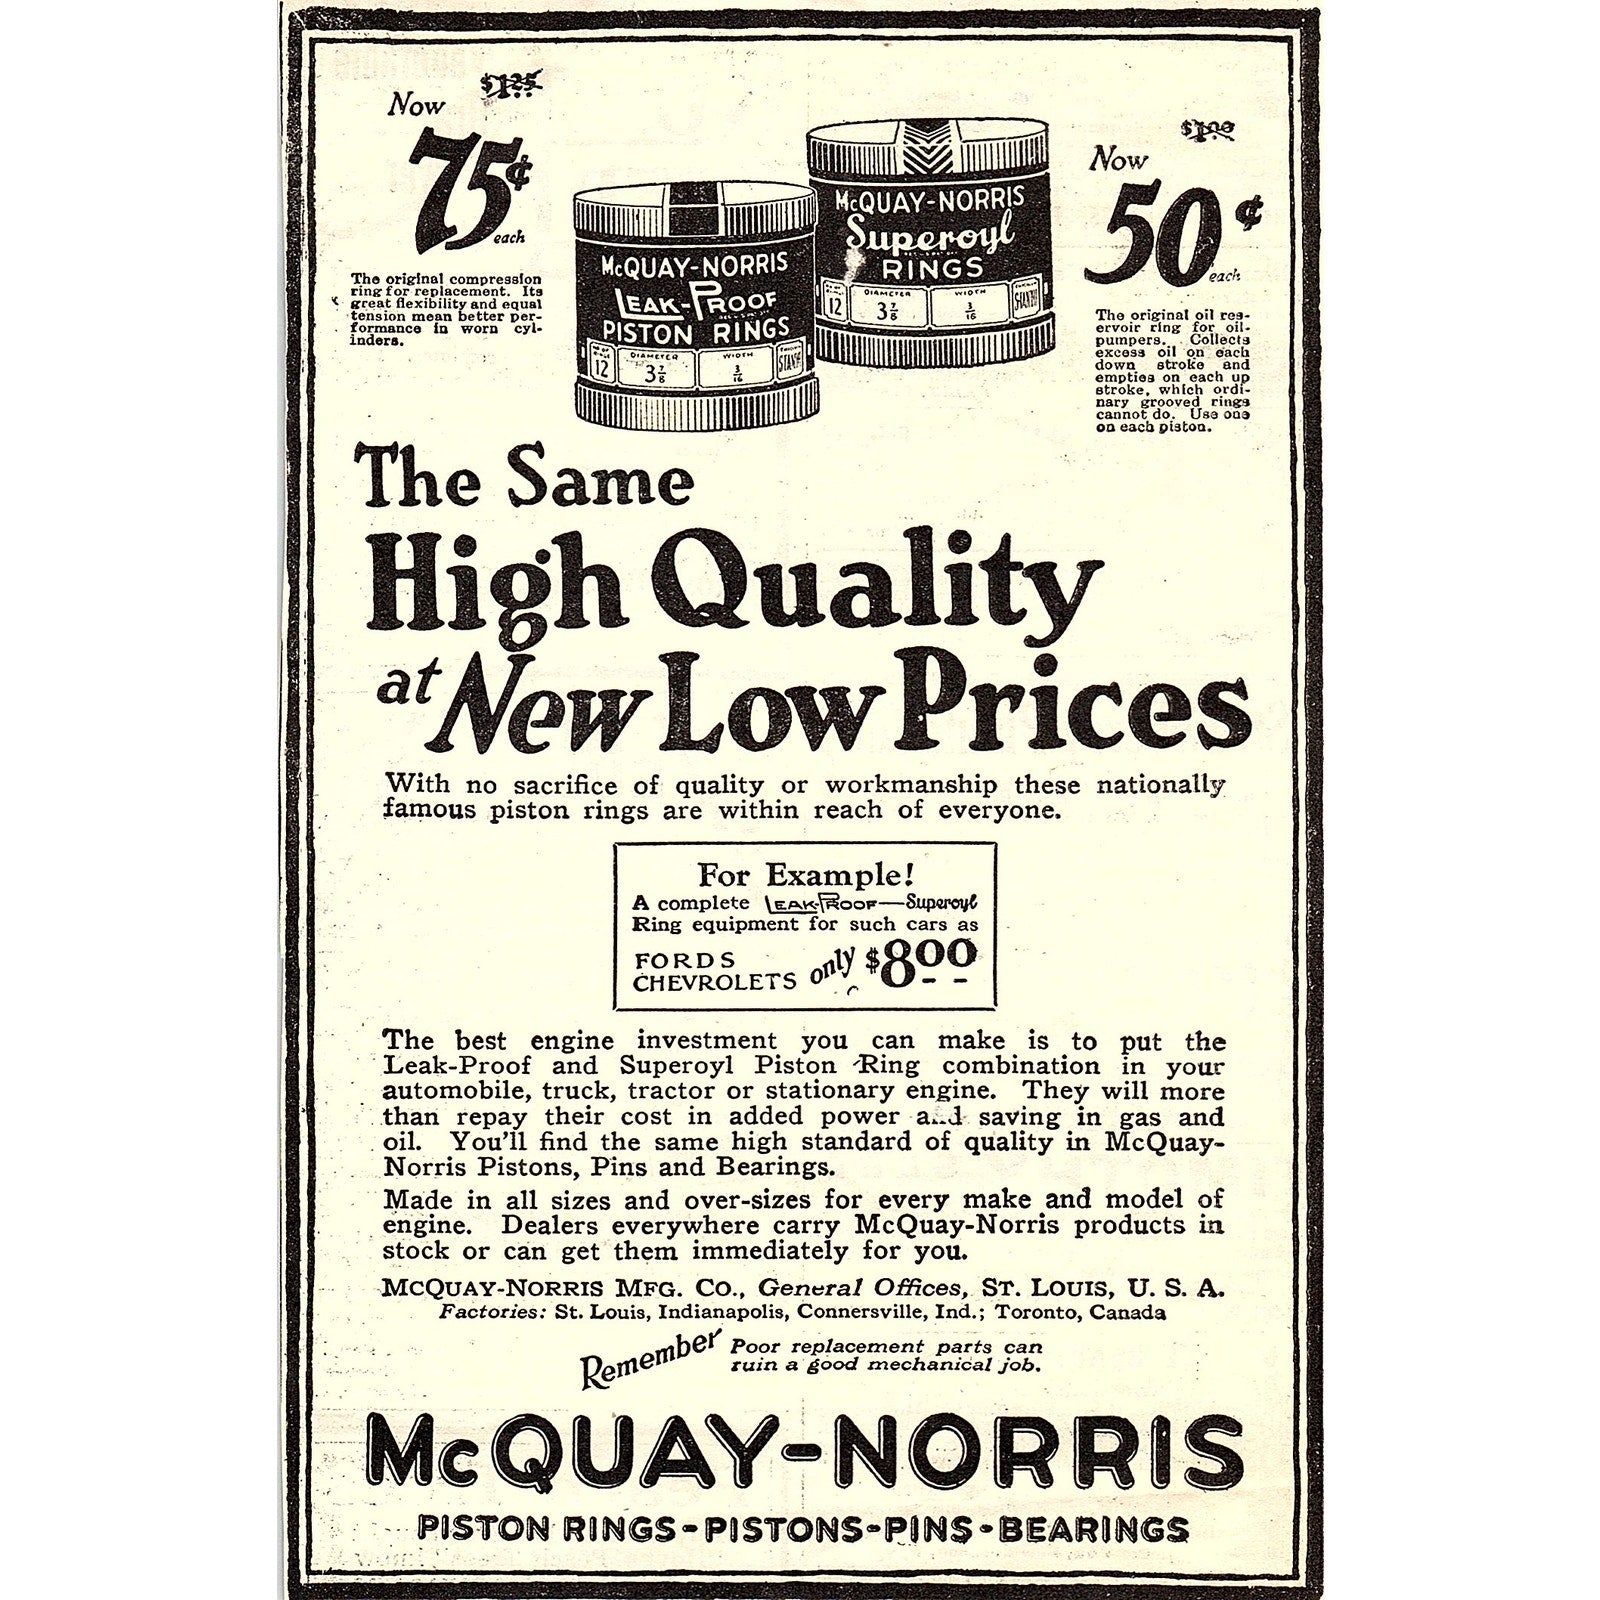 Now $1.25
75¢
each
The original compression
ring for replacement. Its
great flexibility and equal
tension mean better per-
formance in worn cyl-
inders.
McQUAY-NORRIS
LEAK-PROOF
PISTON RINGS
12 DIAMETER 3 7/8 WIDTH 3/16
McQUAY-NORRIS
Superoyl
RINGS
12 DIAMETER 3 7/8 WIDTH 3/16
$1.00
Now
50¢
each
The original oil res-
ervoir ring for oil-
pumpers. Collects
excess oil on each
down stroke and
empties on each up
stroke, which ordi-
nary grooved rings
cannot do. Use one
on each piston.
The Same
High Quality
at New Low Prices
With no sacrifice of quality or workmanship these nationally
famous piston rings are within reach of everyone.
For Example!
A complete LEAK-PROOF—Superoyl
Ring equipment for such cars as
FORDS
CHEVROLETS only $8.00
The best engine investment you can make is to put the
Leak-Proof and Superoyl Piston Ring combination in your
automobile, truck, tractor or stationary engine. They will more
than repay their cost in added power and saving in gas and
oil. You'll find the same high standard of quality in McQuay-
Norris Pistons, Pins and Bearings.
Made in all sizes and over-sizes for every make and model of
engine. Dealers everywhere carry McQuay-Norris products in
stock or can get them immediately for you.
McQUAY-NORRIS MFG. CO., General Offices, ST. LOUIS, U. S. A.
Factories: St. Louis, Indianapolis, Connersville, Ind.; Toronto, Canada
Remember Poor replacement parts can
ruin a good mechanical job.
McQUAY-NORRIS
PISTON RINGS-PISTONS-PINS-BEARINGS